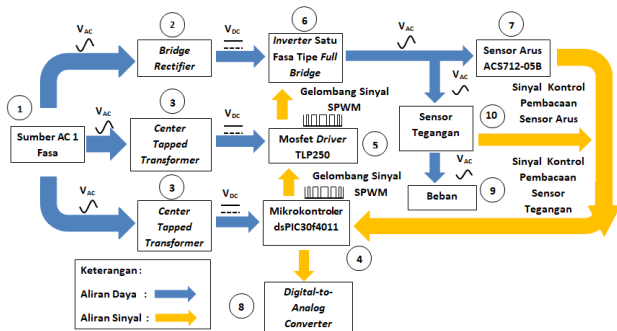 V_AC
2
V_DC
6
V_AC
7
Bridge
Rectifier
Inverter Satu
Fasa Tipe Full
Bridge
Sensor Arus
ACS712-05B
V_AC
Gelombang Sinyal
SPWM
Sinyal Kontrol
Pembacaan
Sensor Arus
1
V_AC
3
V_DC
Sumber AC 1
Fasa
Center
Tapped
Transformer
Mosfet Driver
TLP250
5
Sensor
Tegangan
10
V_AC
3
V_DC
Gelombang Sinyal
SPWM
V_AC
Beban
9
Sinyal Kontrol
Pembacaan
Sensor
Tegangan
Center
Tapped
Transformer
Mikrokontroler
dsPIC30f4011
4
Keterangan :
Aliran Daya :
Aliran Sinyal :
8
Digital-to-
Analog
Converter